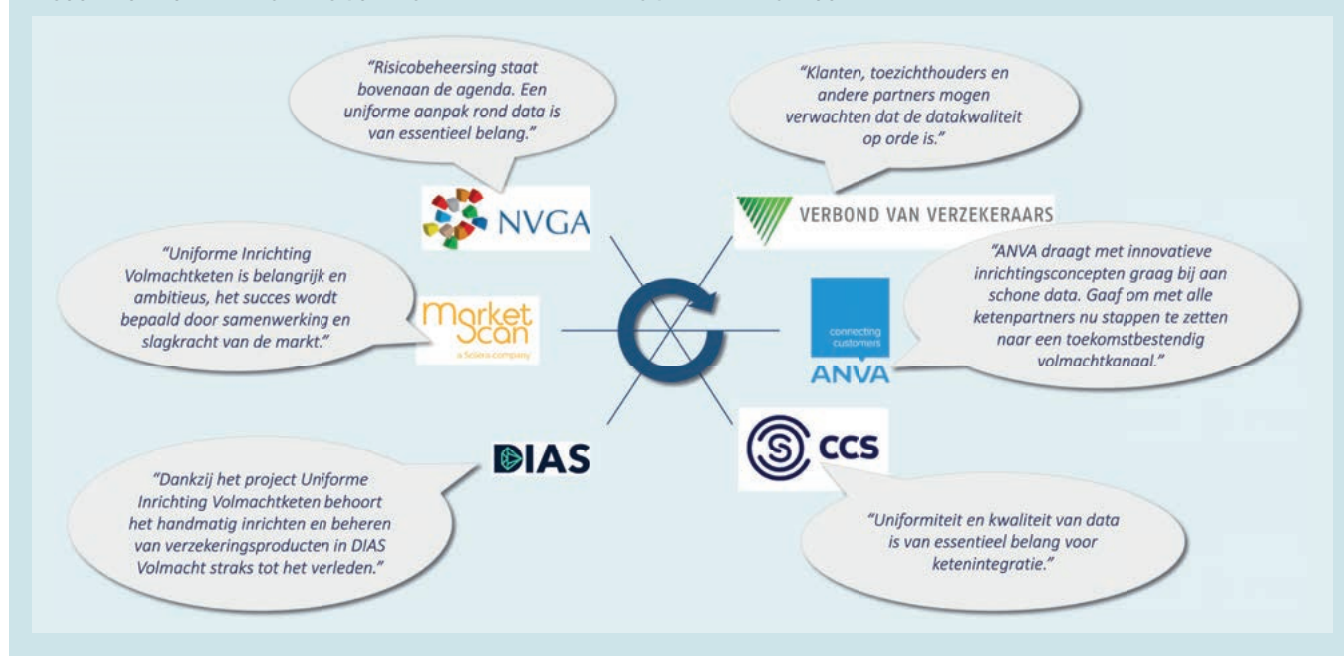 “Risicobeheersing staat
bovenaan de agenda. Een
uniforme aanpak rond data is
van essentieel belang.”
“Klanten, toezichthouders en
andere partners mogen
verwachten dat de datakwaliteit
op orde is.”
NVGA
VERBOND VAN VERZEKERAARS
“Uniforme Inrichting
Volmachtketen is belangrijk en
ambitieus, het succes wordt
bepaald door samenwerking en
slagkracht van de markt.”
Market
Scan
a Solera company
connecting
customers
ANVA
“ANVA draagt met innovatieve
inrichtingsconcepten graag bij aan
schone data. Gaaf om met alle
ketenpartners nu stappen te zetten
naar een toekomstbestendig
volmachtkanaal.”
DIAS
CCS
“Dankzij het project Uniforme
Inrichting Volmachtketen behoort
het handmatig inrichten en beheren
van verzekeringsproducten in DIAS
Volmacht straks tot het verleden.”
“Uniformiteit en kwaliteit van data
is van essentieel belang voor
ketenintegratie.”